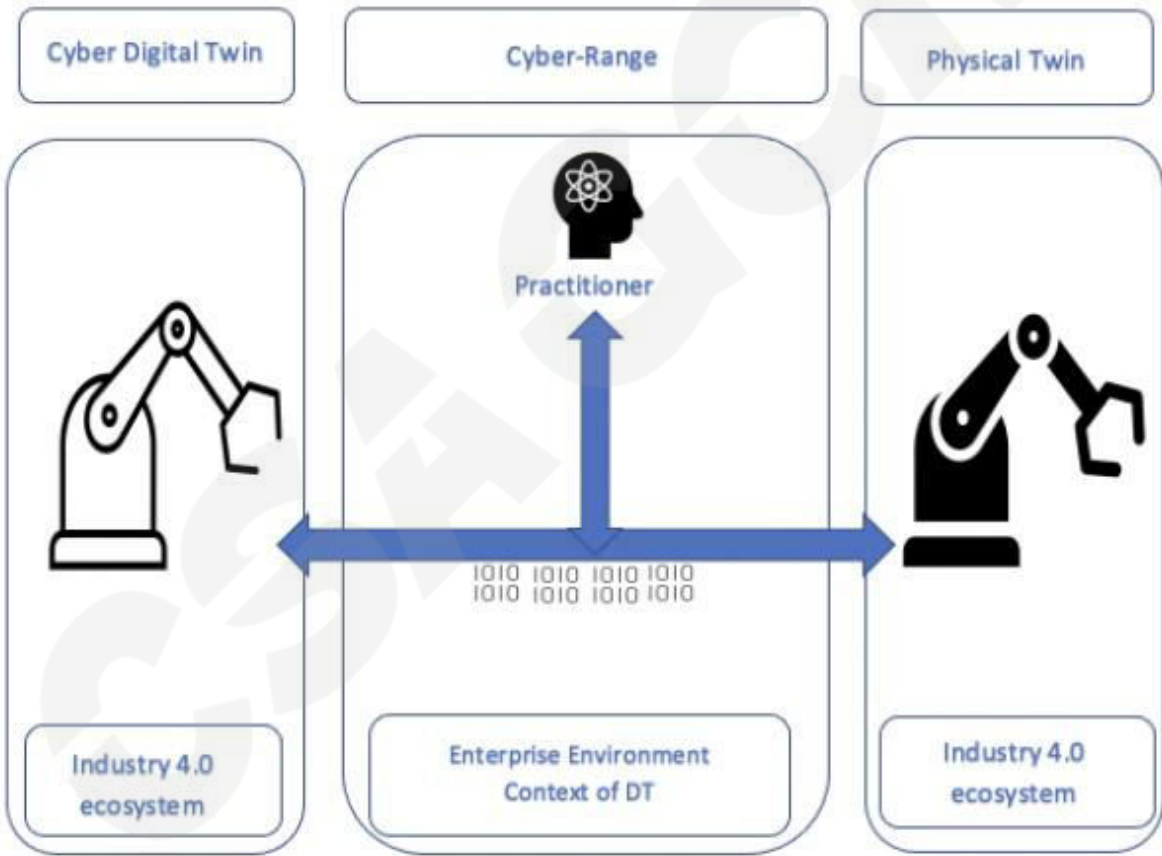 Cyber Digital Twin
Cyber-Range
Physical Twin
Practitioner
1010 1010 1010 1010
1010 1010 1010 1010
Industry 4.0
ecosystem
Enterprise Environment
Context of DT
Industry 4.0
ecosystem